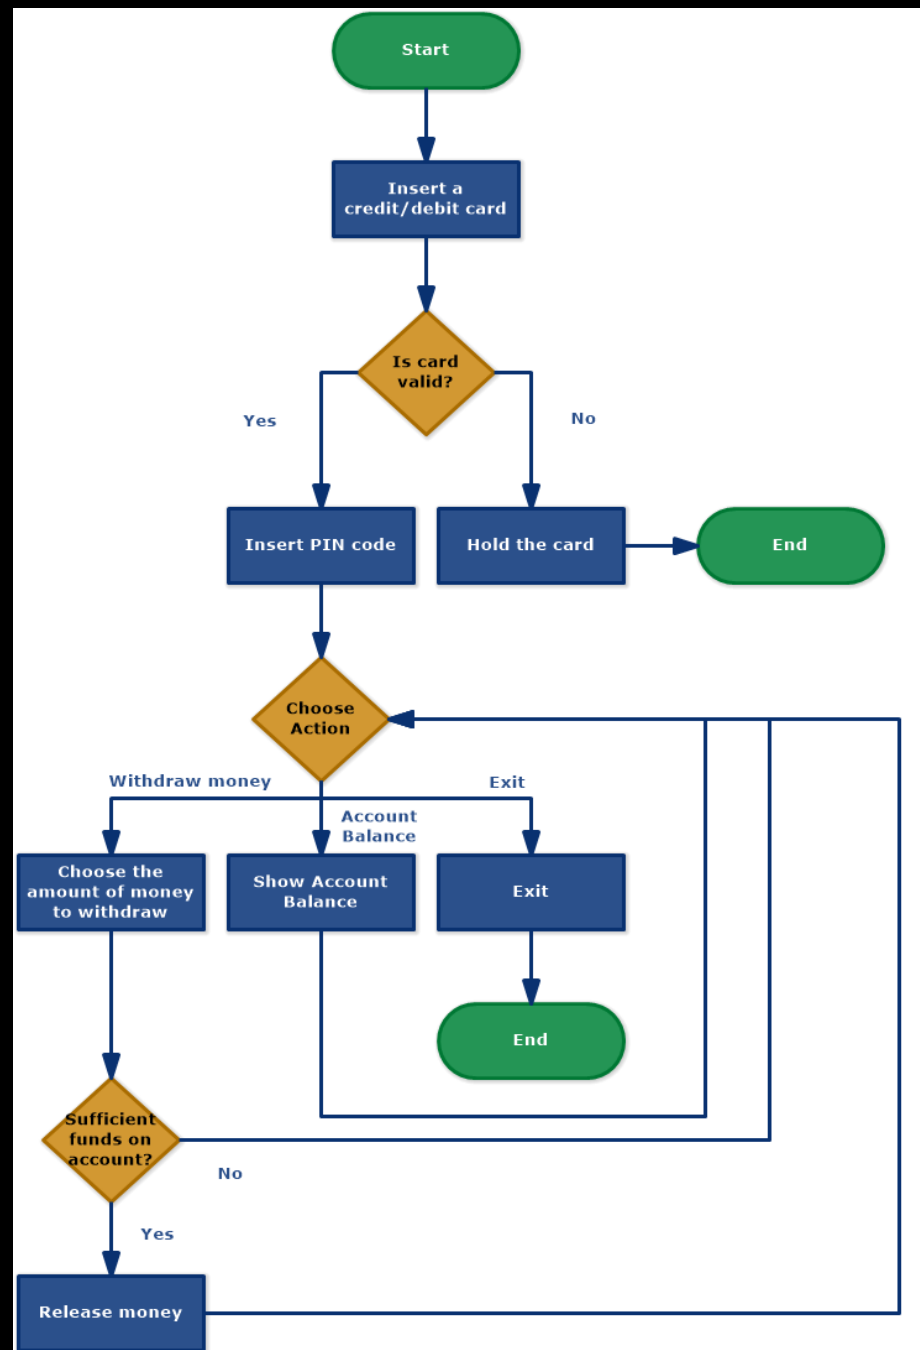 Start
Insert a
credit/debit card
Is card
valid?
Yes
No
Insert PIN code
Hold the card
End
Choose
Action
Withdraw money
Exit
Account
Balance
Choose the
amount of money
to withdraw
Show Account
Balance
Exit
End
Sufficient
funds on
account?
No
Yes
Release money